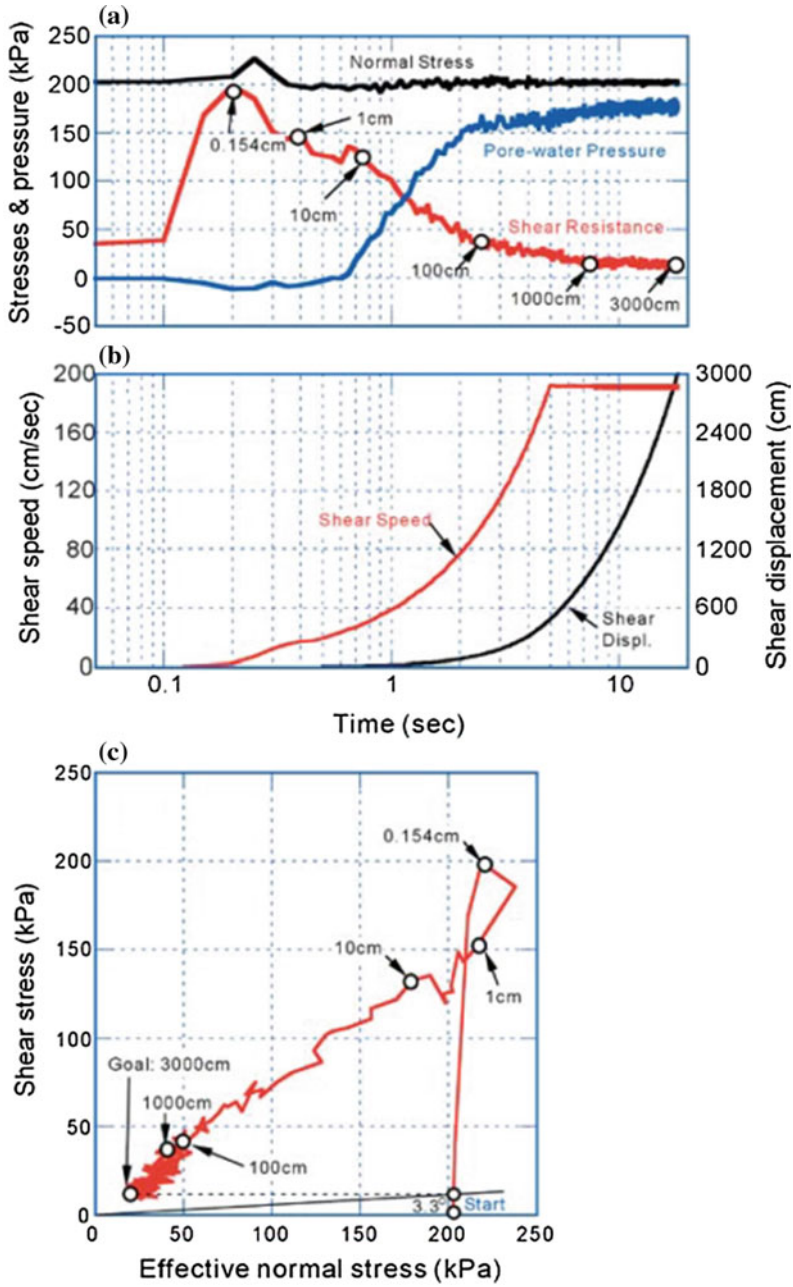 (a)
Stresses & pressure (kPa)
250
200
150
100
50
0
-50
Normal Stress
0.154cm
1cm
10cm
Pore-water Pressure
Shear Resistance
100cm
1000cm
3000cm
(b)
Shear speed (cm/sec)
200
160
120
80
40
0
Shear Speed
Shear
Displ.
3000
2400
1800
1200
600
0
Shear displacement (cm)
0.1
1
10
Time (sec)
(c)
Shear stress (kPa)
250
200
150
100
50
0
0.154cm
10cm
1cm
Goal: 3000cm
1000cm
100cm
3.3°
Start
0
50
100
150
200
250
Effective normal stress (kPa)